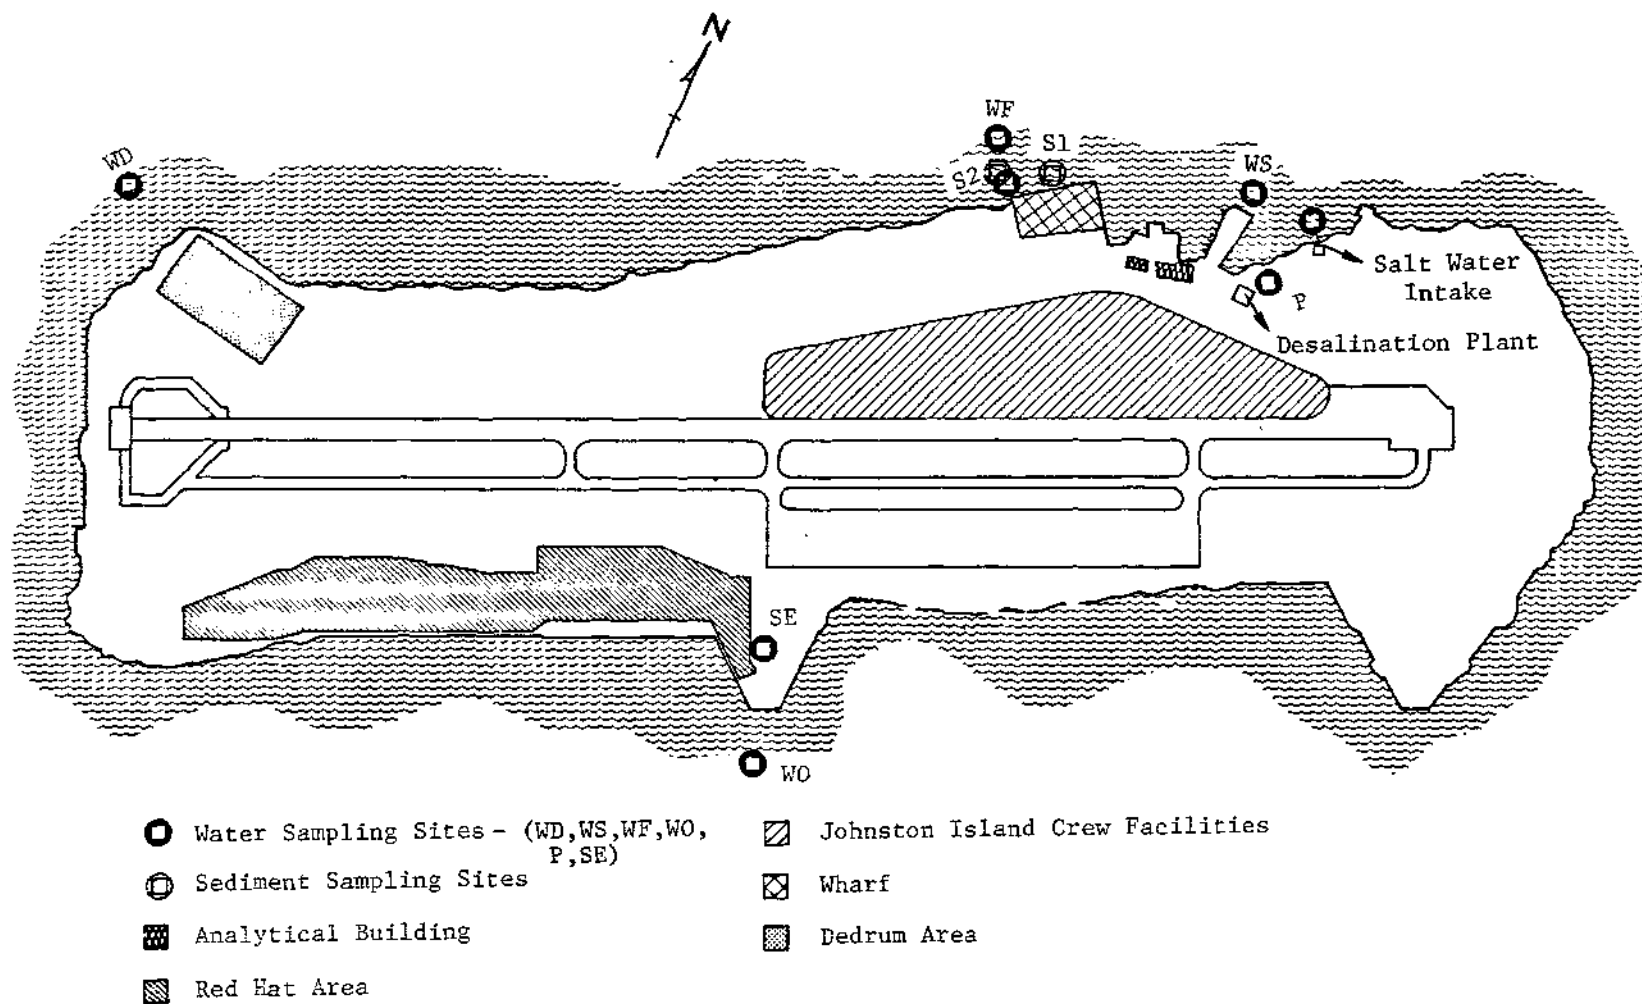 N
WF
S1
WD
S2
WS
Salt Water
Intake
P
Desalination Plant
SE
WO
Water Sampling Sites - (WD,WS,WF,WO,
P,SE)
Sediment Sampling Sites
Analytical Building
Red Hat Area
Johnston Island Crew Facilities
Wharf
Dedrum Area